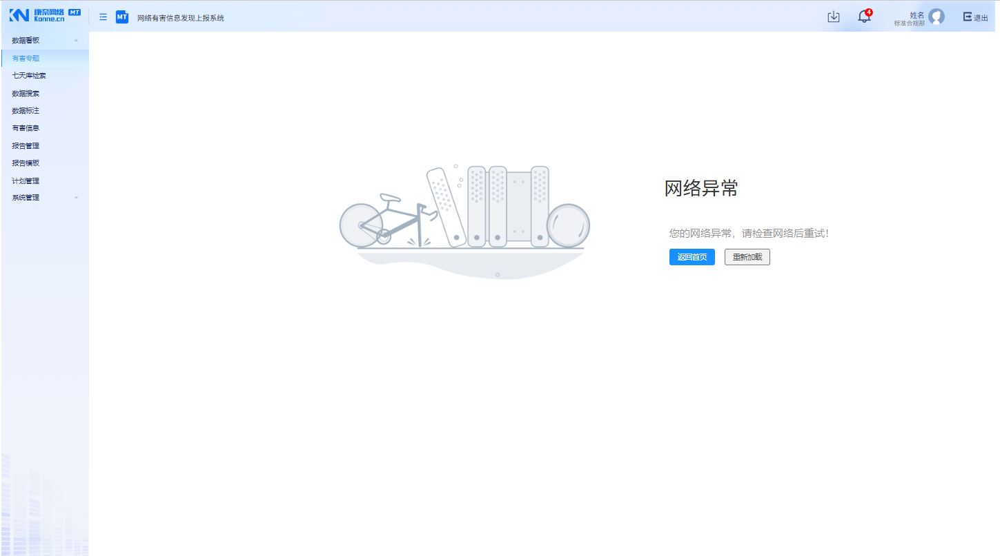 康奈网络 MT
Konne.cn
MT 网络有害信息发现上报系统
4
姓名
标准合规部
退出
数据看板
有害专题
七天库检索
数据搜索
数据标注
有害信息
报告管理
报告模板
计划管理
系统管理
网络异常
您的网络异常，请检查网络后重试！
返回首页 重新加载